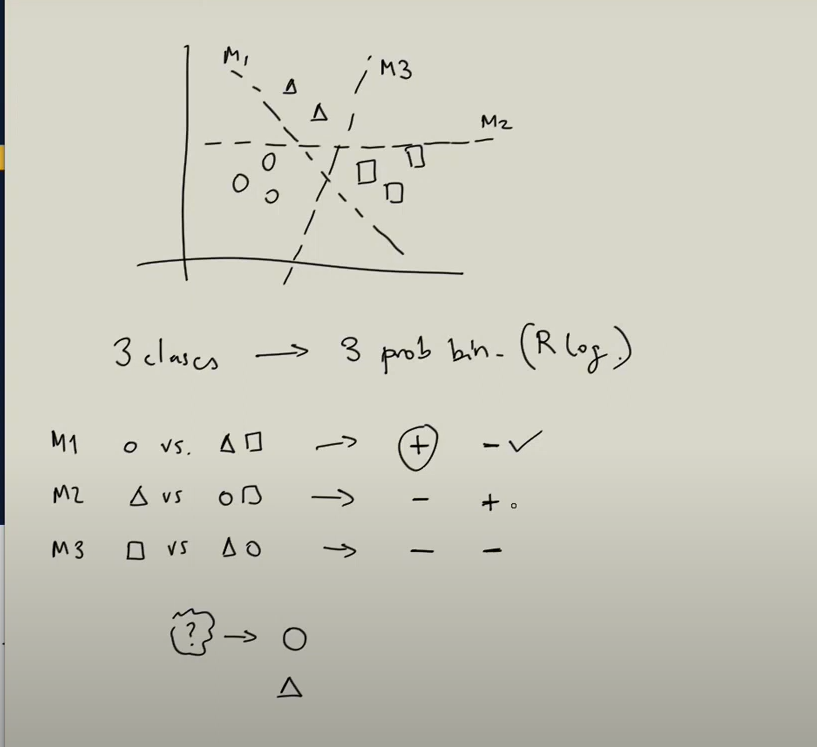 M1
M3
M2
3 clases → 3 prob bin. (R log.)
M1 ○ vs. △ □ → + - ✓
M2 △ vs ○ □ → - +
M3 □ vs △ ○ → - -
? → ○
△